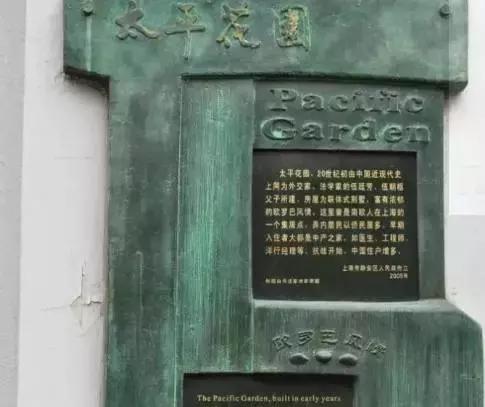 太平花园
Pacific
Garden
太平花园，20世纪初由中国近现代史
上同为外交家、法学家的伍廷芳、伍朝枢
父子所建，房屋为联体式别墅，富有浓郁
的欧罗巴风情。这里曾是南欧人在上海的
一个集居点，弄内居民以侨民居多。早期
入住者大都是中产之家，如医生、工程师、
洋行经理等。抗战开始，中国住户增多。
上海市静安区人民政府立
2005年
欧罗巴风情
The Pacific Garden, built in early years